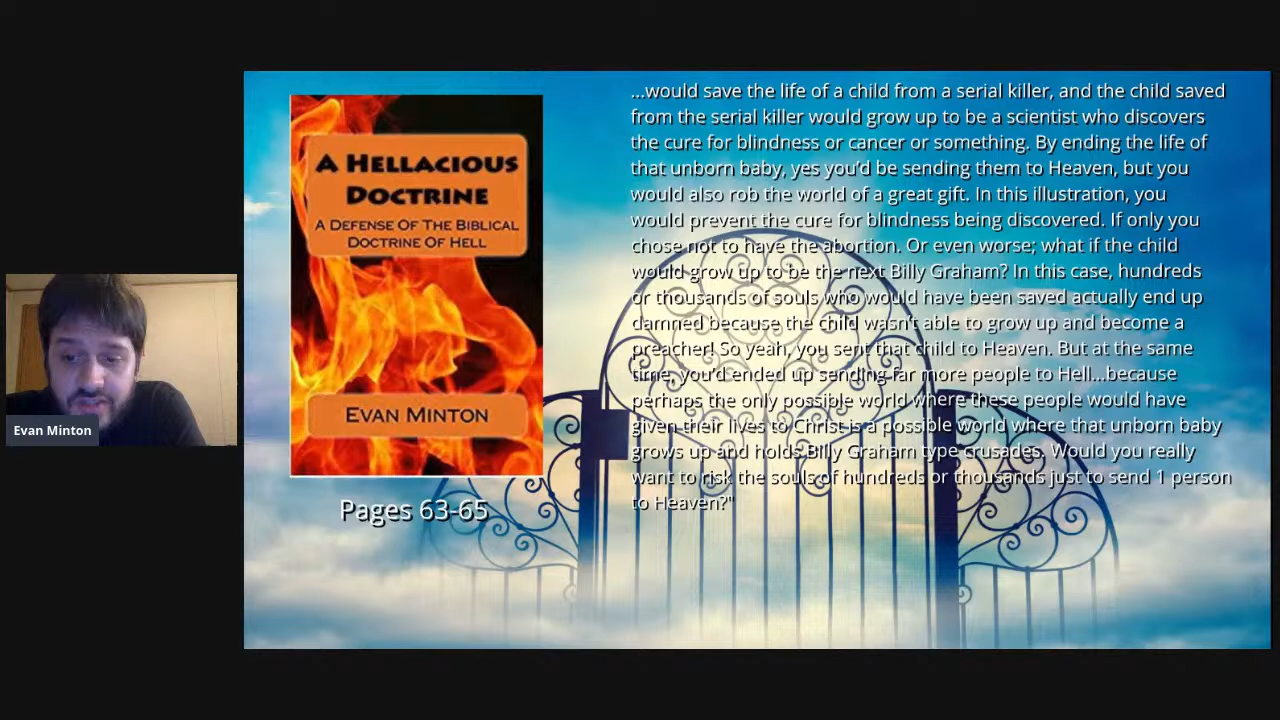 Evan Minton
A HELLACIOUS
DOCTRINE
A DEFENSE OF THE BIBLICAL
DOCTRINE OF HELL
EVAN MINTON
Pages 63-65
...would save the life of a child from a serial killer, and the child saved
from the serial killer would grow up to be a scientist who discovers
the cure for blindness or cancer or something. By ending the life of
that unborn baby, yes you'd be sending them to Heaven, but you
would also rob the world of a great gift. In this illustration, you
would prevent the cure for blindness being discovered. If only you
chose not to have the abortion. Or even worse; what if the child
would grow up to be the next Billy Graham? In this case, hundreds
or thousands of souls who would have been saved actually end up
damned because the child wasn't able to grow up and become a
preacher! So yeah, you sent that child to Heaven. But at the same
time, you'd ended up sending far more people to Hell...because
perhaps the only possible world where these people would have
given their lives to Christ is a possible world where that unborn baby
grows up and holds Billy Graham type crusades. Would you really
want to risk the souls of hundreds or thousands just to send 1 person
to Heaven?"